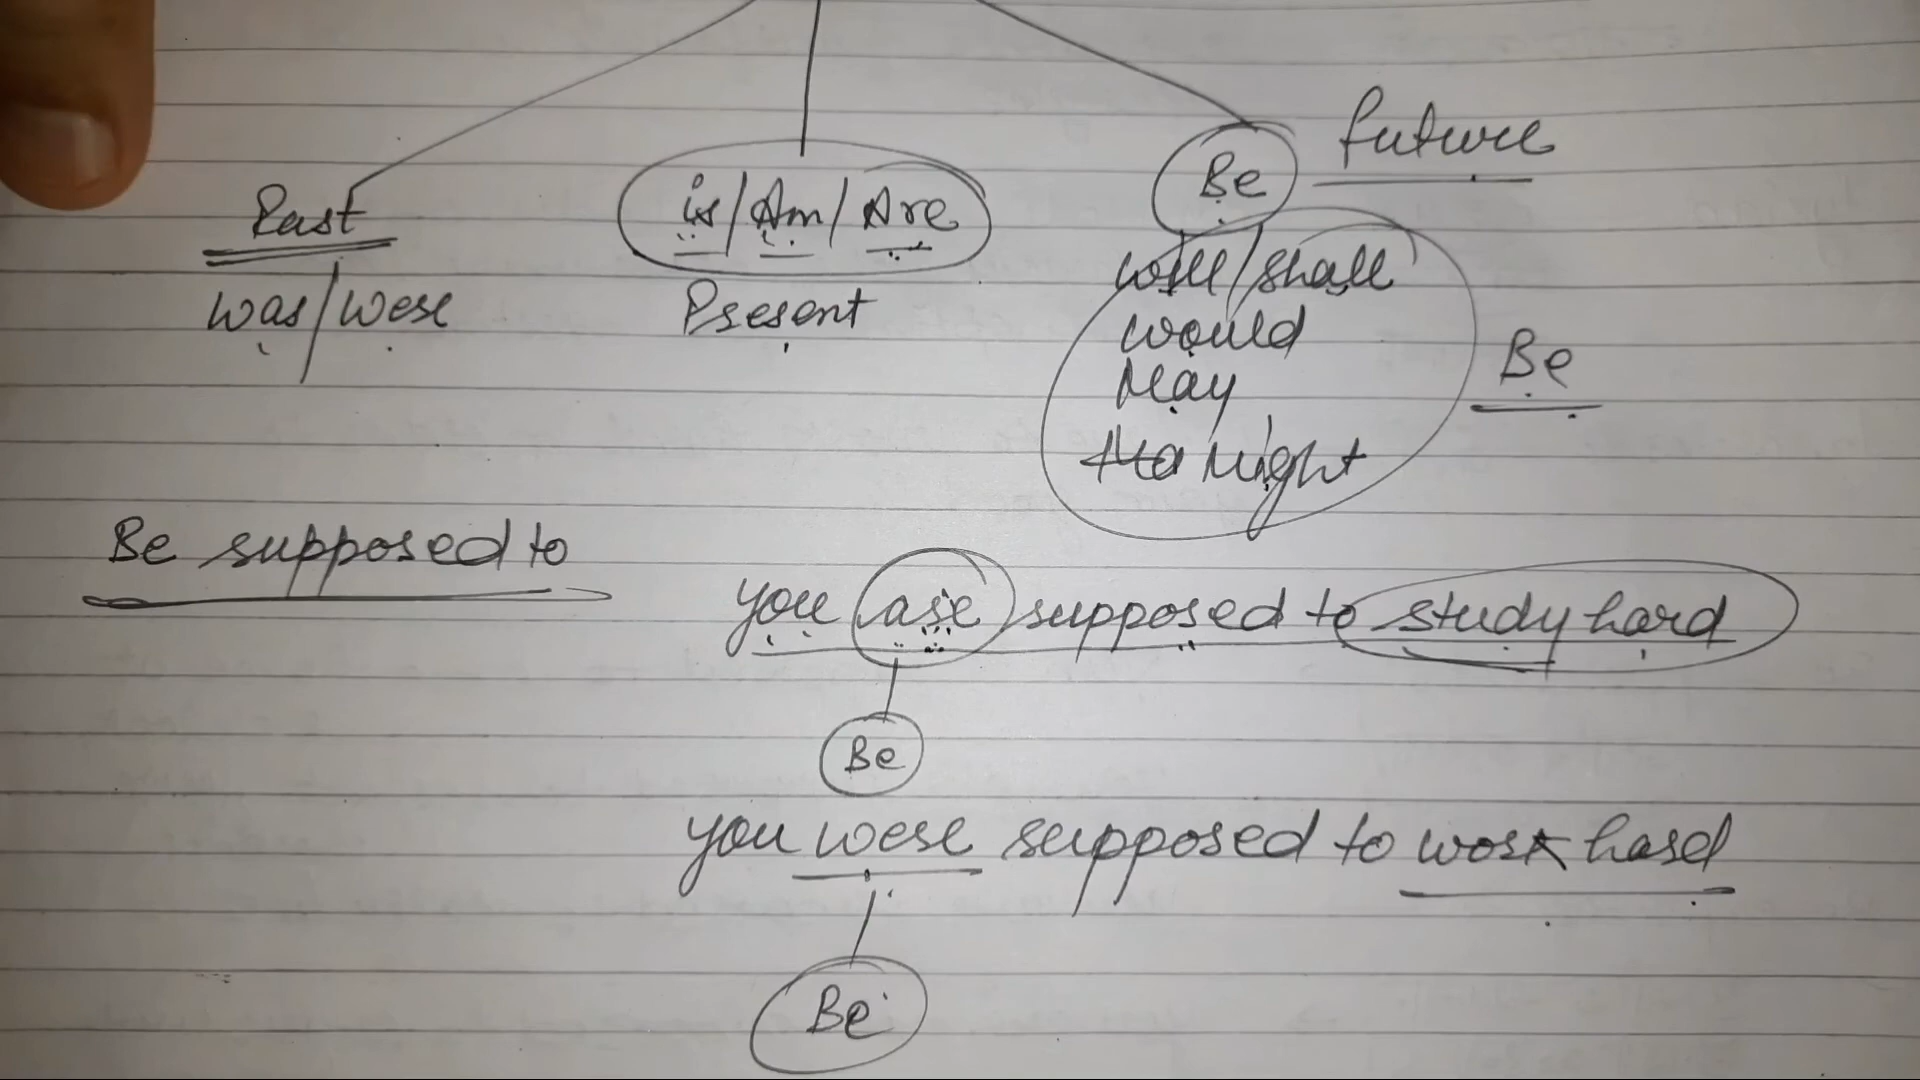 Be future
Past is/Am/Are
will/shall
was/were Present
would
Be
May
Might
Be supposed to
you are supposed to study hard
Be
you were supposed to work hard
Be